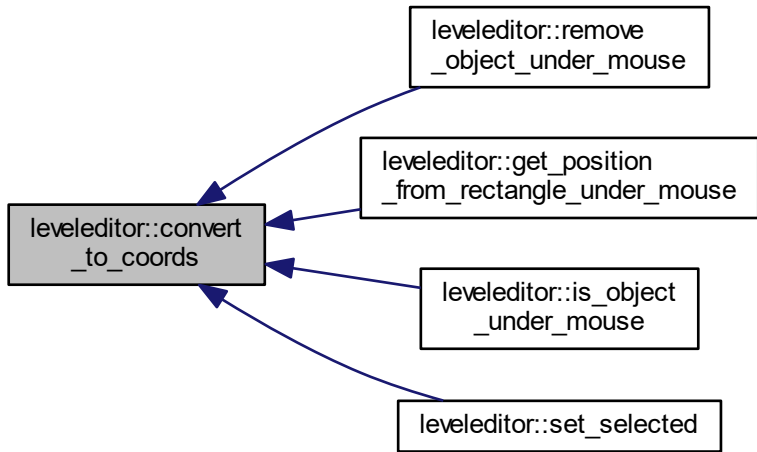 leveleditor::remove
_object_under_mouse
leveleditor::get_position
_from_rectangle_under_mouse
leveleditor::convert
_to_coords
leveleditor::is_object
_under_mouse
leveleditor::set_selected